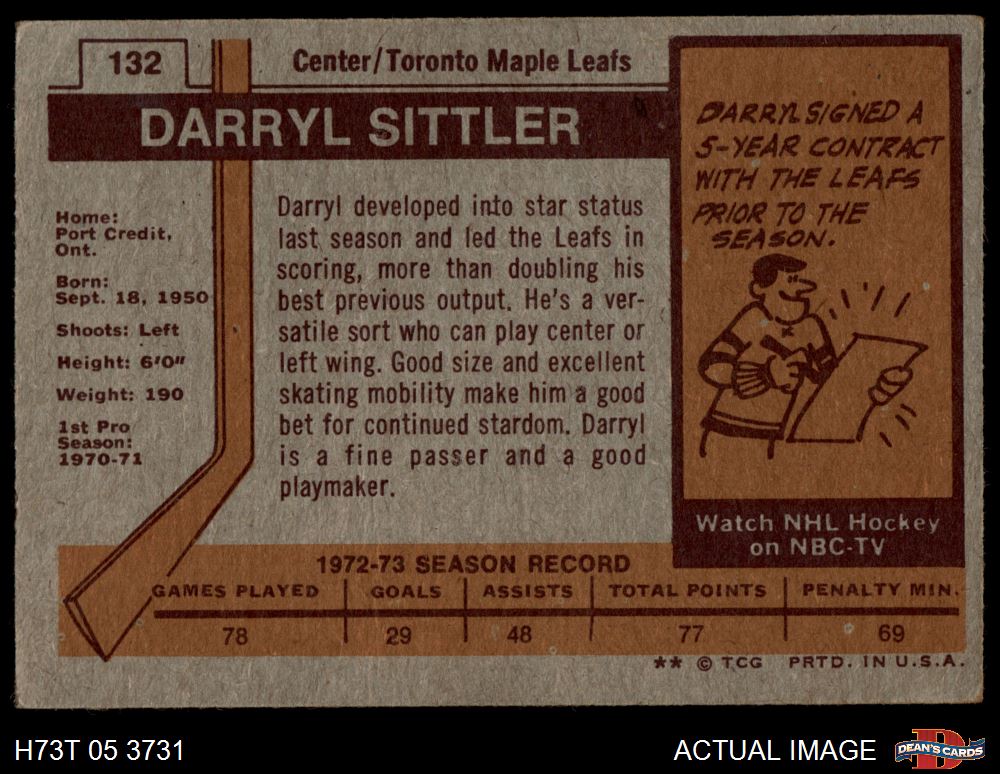 132
Center/Toronto Maple Leafs
DARRYL SITTLER
Home:
Port Credit,
Ont.
Born:
Sept. 18, 1950
Shoots: Left
Height: 6'0"
Weight: 190
1st Pro
Season:
1970-71
Darryl developed into star status
last season and led the Leafs in
scoring, more than doubling his
best previous output. He's a ver-
satile sort who can play center or
left wing. Good size and excellent
skating mobility make him a good
bet for continued stardom. Darryl
is a fine passer and a good
playmaker.
DARRYL SIGNED A
5-YEAR CONTRACT
WITH THE LEAFS
PRIOR TO THE
SEASON.
Watch NHL Hockey
on NBC-TV
1972-73 SEASON RECORD
GAMES PLAYED GOALS ASSISTS TOTAL POINTS PENALTY MIN.
78 29 48 77 69
** © TCG PRTD. IN U.S.A.
H73T 05 3731
ACTUAL IMAGE
D
DEAN'S CARDS